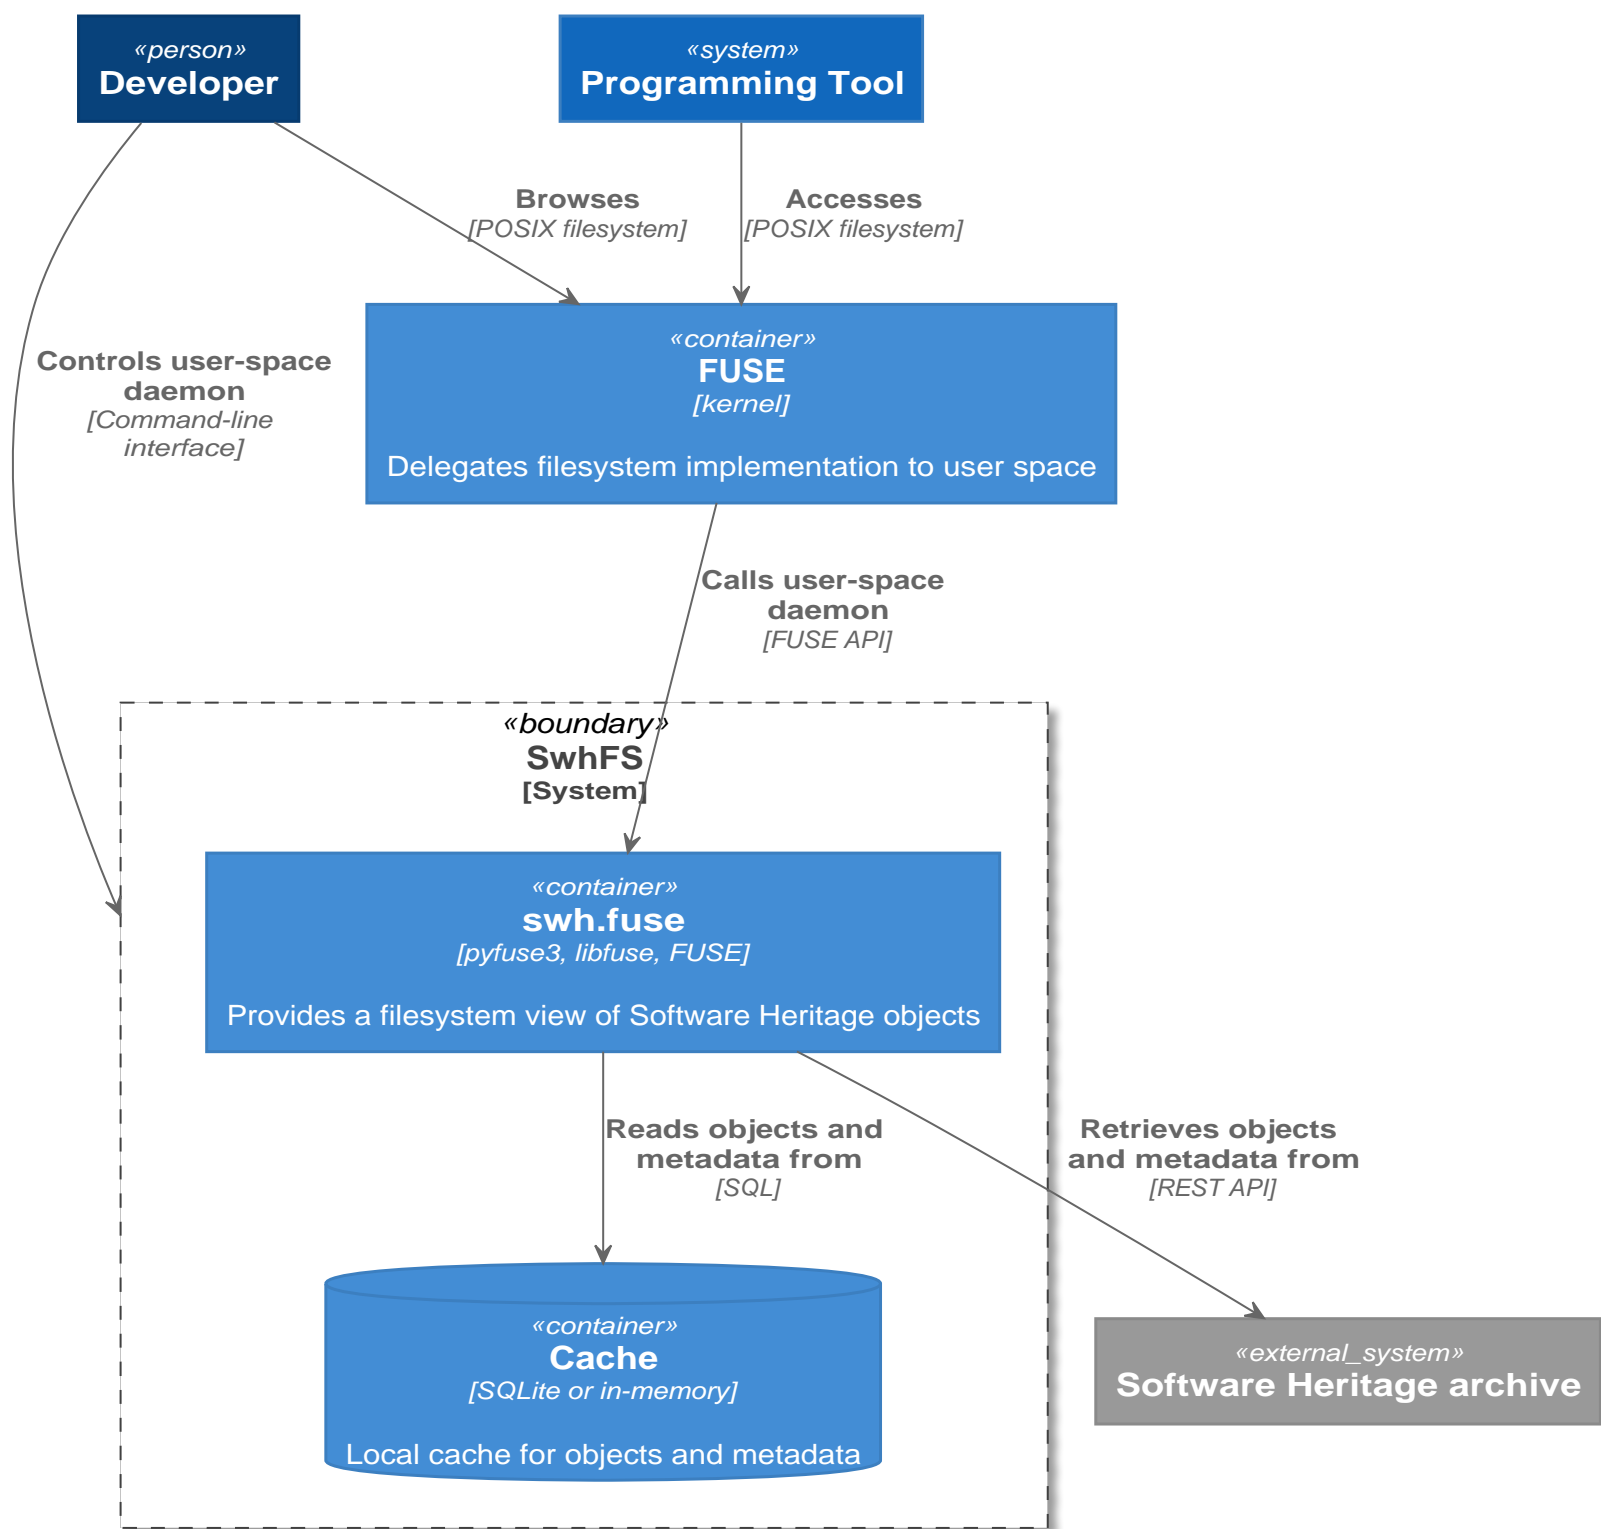 «person»
Developer
«system»
Programming Tool
Browses
[POSIX filesystem]
Accesses
[POSIX filesystem]
Controls user-space
daemon
[Command-line
interface]
«container»
FUSE
[kernel]
Delegates filesystem implementation to user space
Calls user-space
daemon
[FUSE API]
«boundary»
SwhFS
[System]
«container»
swh.fuse
[pyfuse3, libfuse, FUSE]
Provides a filesystem view of Software Heritage objects
Reads objects and
metadata from
[SQL]
Retrieves objects
and metadata from
[REST API]
«container»
Cache
[SQLite or in-memory]
Local cache for objects and metadata
«external_system»
Software Heritage archive